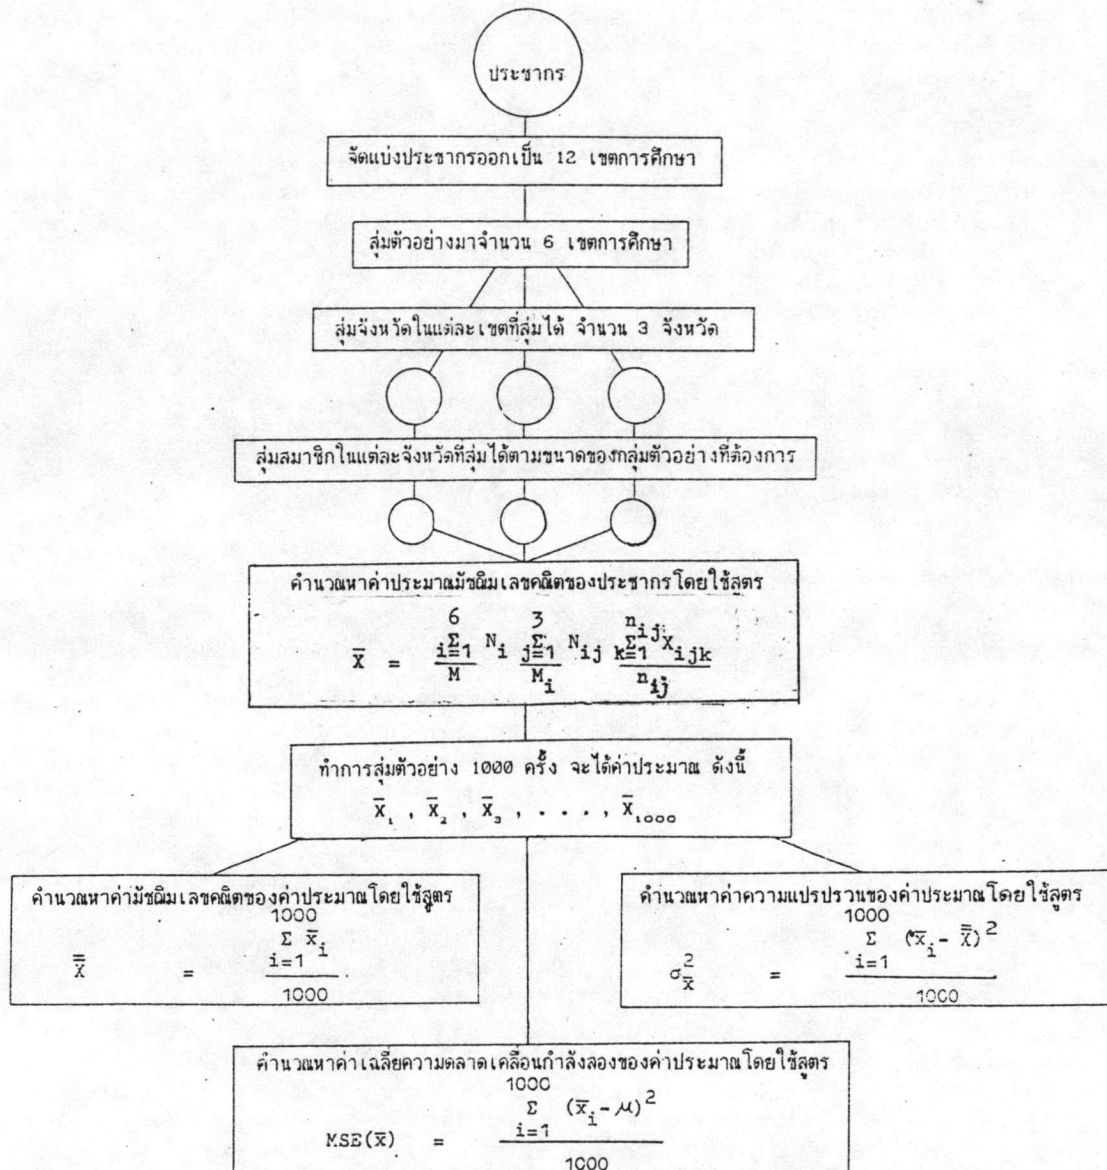 ประชากร
จัดแบ่งประชากรออกเป็น 12 เขตการศึกษา
สุ่มตัวอย่างมาจำนวน 6 เขตการศึกษา
สุ่มจังหวัดในแต่ละเขตที่สุ่มได้ จำนวน 3 จังหวัด
สุ่มสมาชิกในแต่ละจังหวัดที่สุ่มได้ตามขนาดของกลุ่มตัวอย่างที่ต้องการ
คำนวณหาค่าประมาณมัชฌิมเลขคณิตของประชากรโดยใช้สูตร
6 3 n_ij
X̅ = Σ N_i Σ N_ij Σ X_ijk
i=1 j=1 k=1
M M_i n_ij
ทำการสุ่มตัวอย่าง 1000 ครั้ง จะได้ค่าประมาณ ดังนี้
X̅₁ , X̅₂ , X̅₃ , . . . , X̅₁₀₀₀
คำนวณหาค่ามัชฌิมเลขคณิตของค่าประมาณโดยใช้สูตร
1000
Σ x̅_i
i=1
X̿ =
1000
คำนวณหาค่าความแปรปรวนของค่าประมาณโดยใช้สูตร
1000
Σ (x̅_i - X̿)²
i=1
σ²_x̅ =
1000
คำนวณหาค่าเฉลี่ยความคลาดเคลื่อนกำลังสองของค่าประมาณโดยใช้สูตร
1000
Σ (x̅_i - μ)²
i=1
MSE(x̅) =
1000